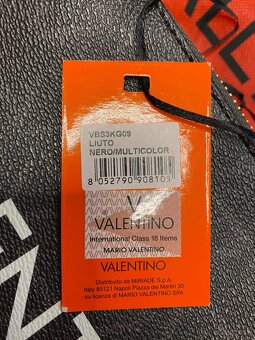 VBS3KG09
LIUTO
NERO/MULTICOLOR
8 052790 908105
V
VALENTINO
International Class 18 Items
MARIO VALENTINO
VALENTINO
Distribuito da MIRIADE S.p.A.
Italy 80121 Napoli Piazza dei Martiri 30
su licenza di MARIO VALENTINO SPA